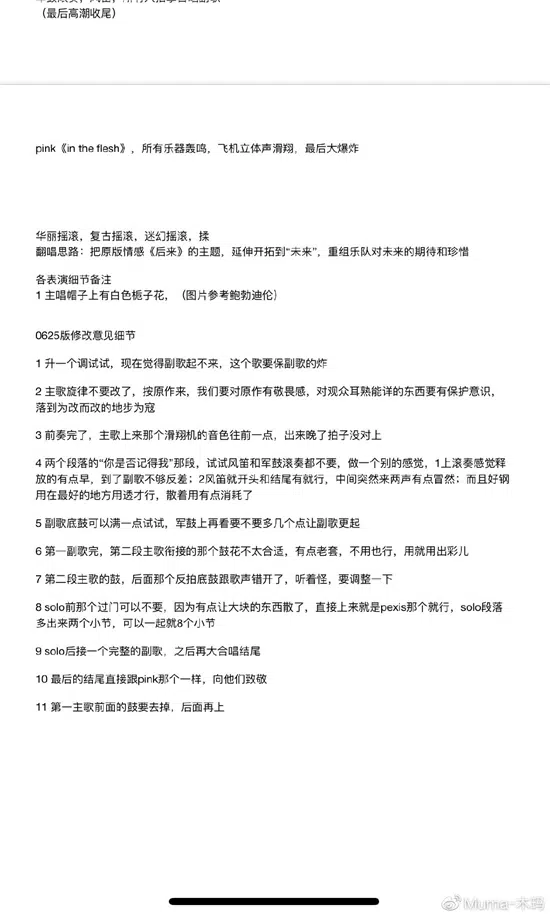 （最后高潮收尾）
pink《in the flesh》，所有乐器轰鸣，飞机立体声滑翔，最后大爆炸
华丽摇滚，复古摇滚，迷幻摇滚，揉
翻唱思路：把原版情感《后来》的主题，延伸开拓到“未来”，重组乐队对未来的期待和珍惜
各表演细节备注
1 主唱帽子上有白色栀子花，（图片参考鲍勃迪伦）
0625版修改意见细节
1 升一个调试试，现在觉得副歌起不来，这个歌要保副歌的炸
2 主歌旋律不要改了，按原作来，我们要对原作有敬畏感，对观众耳熟能详的东西要有保护意识，
落到为改而改的地步为寇
3 前奏完了，主歌上来那个滑翔机的音色往前一点，出来晚了拍子没对上
4 两个段落的“你是否记得我”那段，试试风笛和军鼓滚奏都不要，做一个别的感觉，1上滚奏感觉释
放的有点早，到了副歌不够反差；2风笛就开头和结尾有就行，中间突然来两声有点冒然；而且好钢
用在最好的地方用透才行，散着用有点消耗了
5 副歌底鼓可以满一点试试，军鼓上再看要不要多几个点让副歌更起
6 第一副歌完，第二段主歌衔接的那个鼓花不太合适，有点老套，不用也行，用就用出彩儿
7 第二段主歌的鼓，后面那个反拍底鼓跟歌声错开了，听着怪，要调整一下
8 solo前那个过门可以不要，因为有点让大块的东西散了，直接上来就是pexis那个就行，solo段落
多出来两个小节，可以一起就8个小节
9 solo后接一个完整的副歌，之后再大合唱结尾
10 最后的结尾直接跟pink那个一样，向他们致敬
11 第一主歌前面的鼓要去掉，后面再上
Muma-木玛